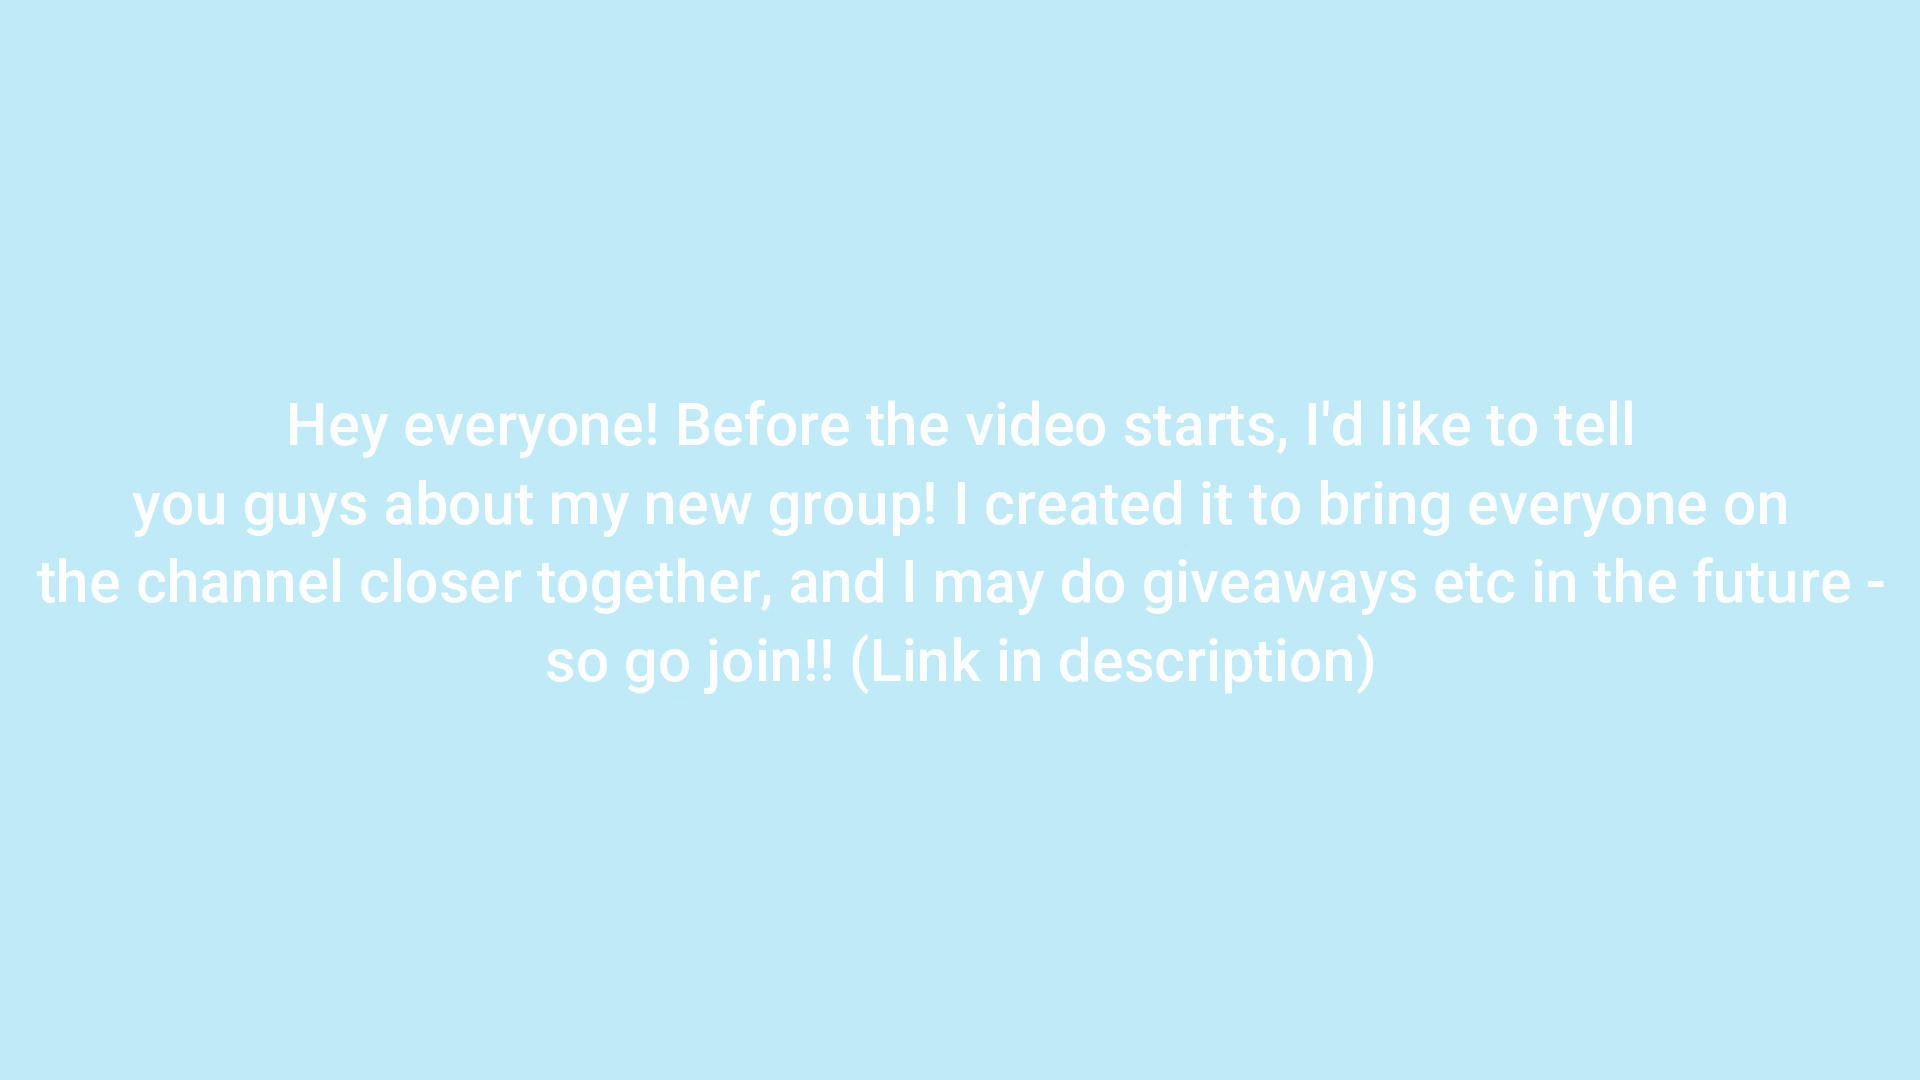 Hey everyone! Before the video starts, I'd like to tell
you guys about my new group! I created it to bring everyone on
the channel closer together, and I may do giveaways etc in the future -
so go join!! (Link in description)